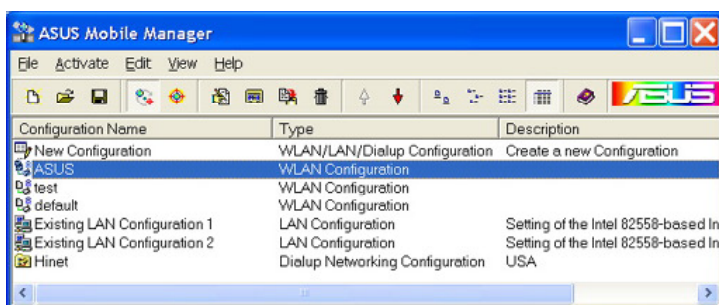 ASUS Mobile Manager
File Activate Edit View Help
ASUS
Configuration Name Type Description
New Configuration WLAN/LAN/Dialup Configuration Create a new Configuration
ASUS WLAN Configuration
test WLAN Configuration
default WLAN Configuration
Existing LAN Configuration 1 LAN Configuration Setting of the Intel 82558-based In
Existing LAN Configuration 2 LAN Configuration Setting of the Intel 82558-based In
Hinet Dialup Networking Configuration USA